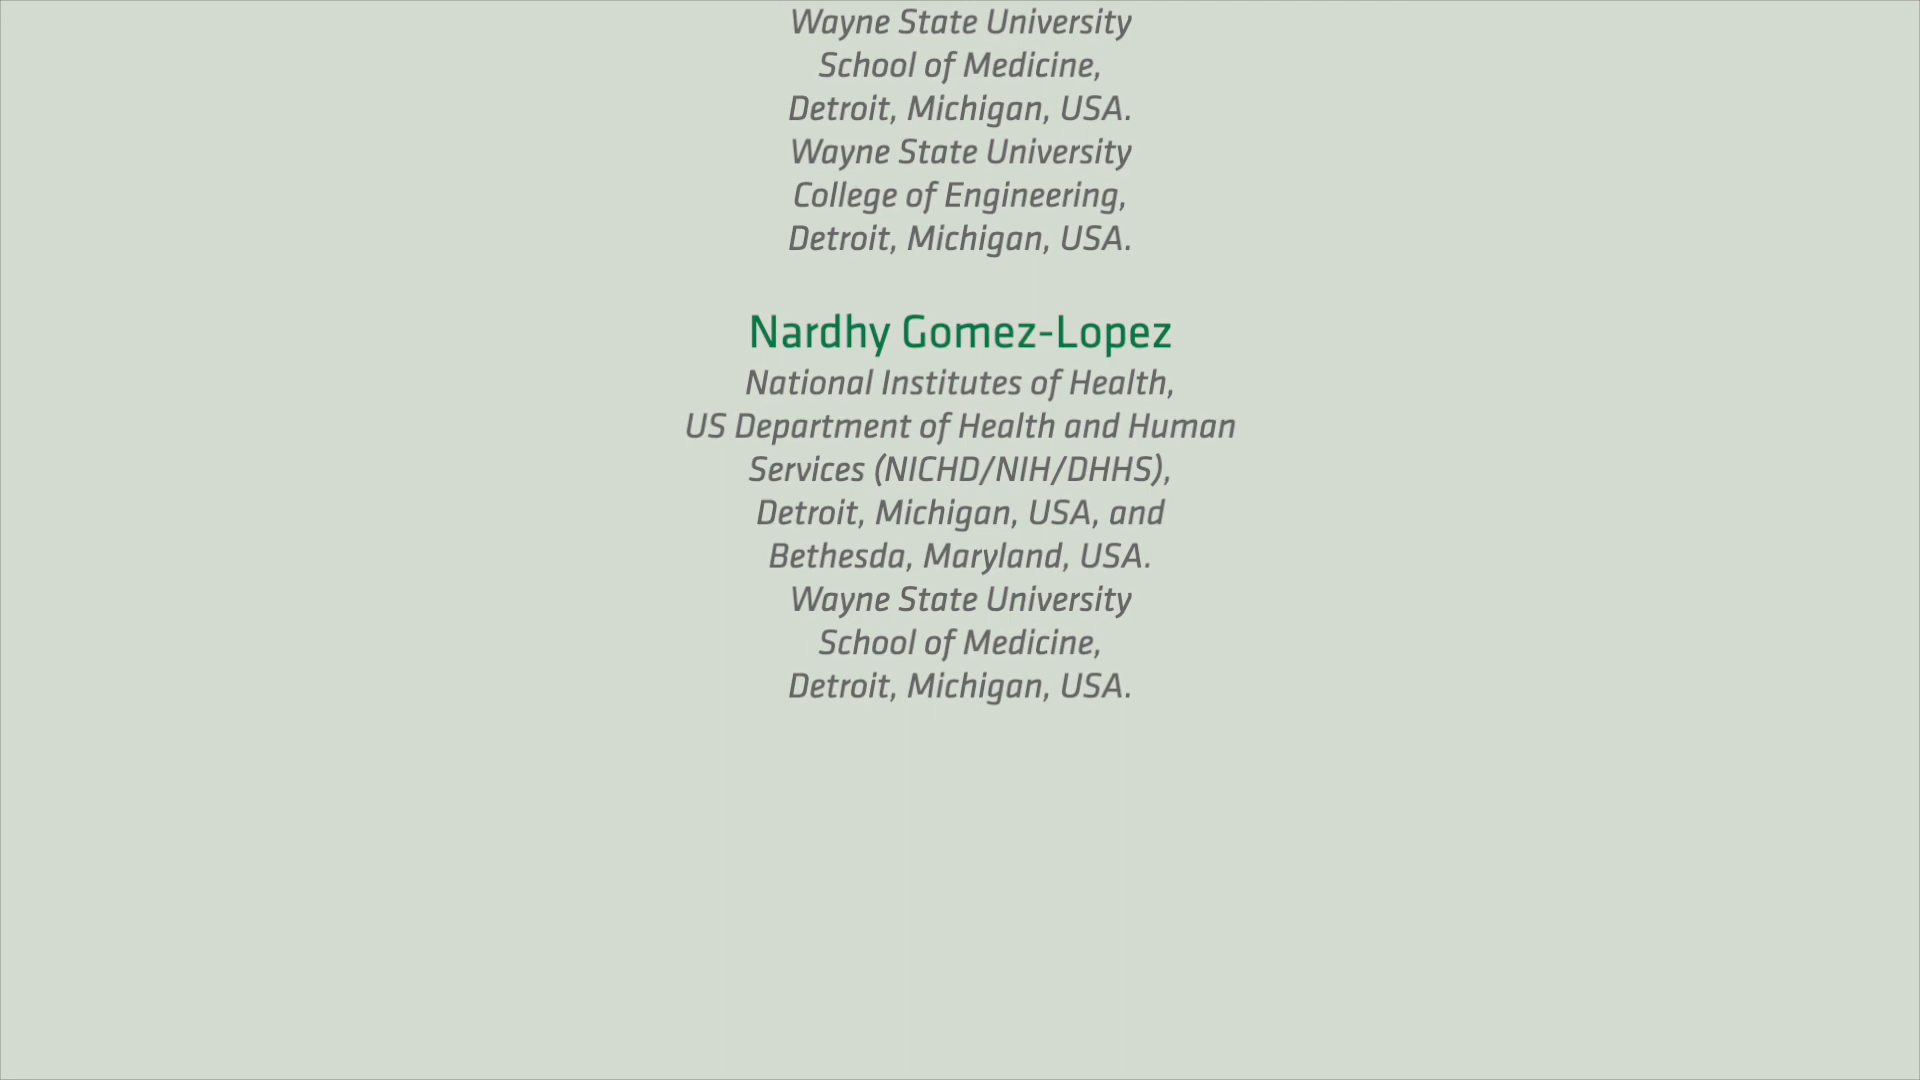 Wayne State University
School of Medicine,
Detroit, Michigan, USA.
Wayne State University
College of Engineering,
Detroit, Michigan, USA.
Nardhy Gomez-Lopez
National Institutes of Health,
US Department of Health and Human
Services (NICHD/NIH/DHHS),
Detroit, Michigan, USA, and
Bethesda, Maryland, USA.
Wayne State University
School of Medicine,
Detroit, Michigan, USA.